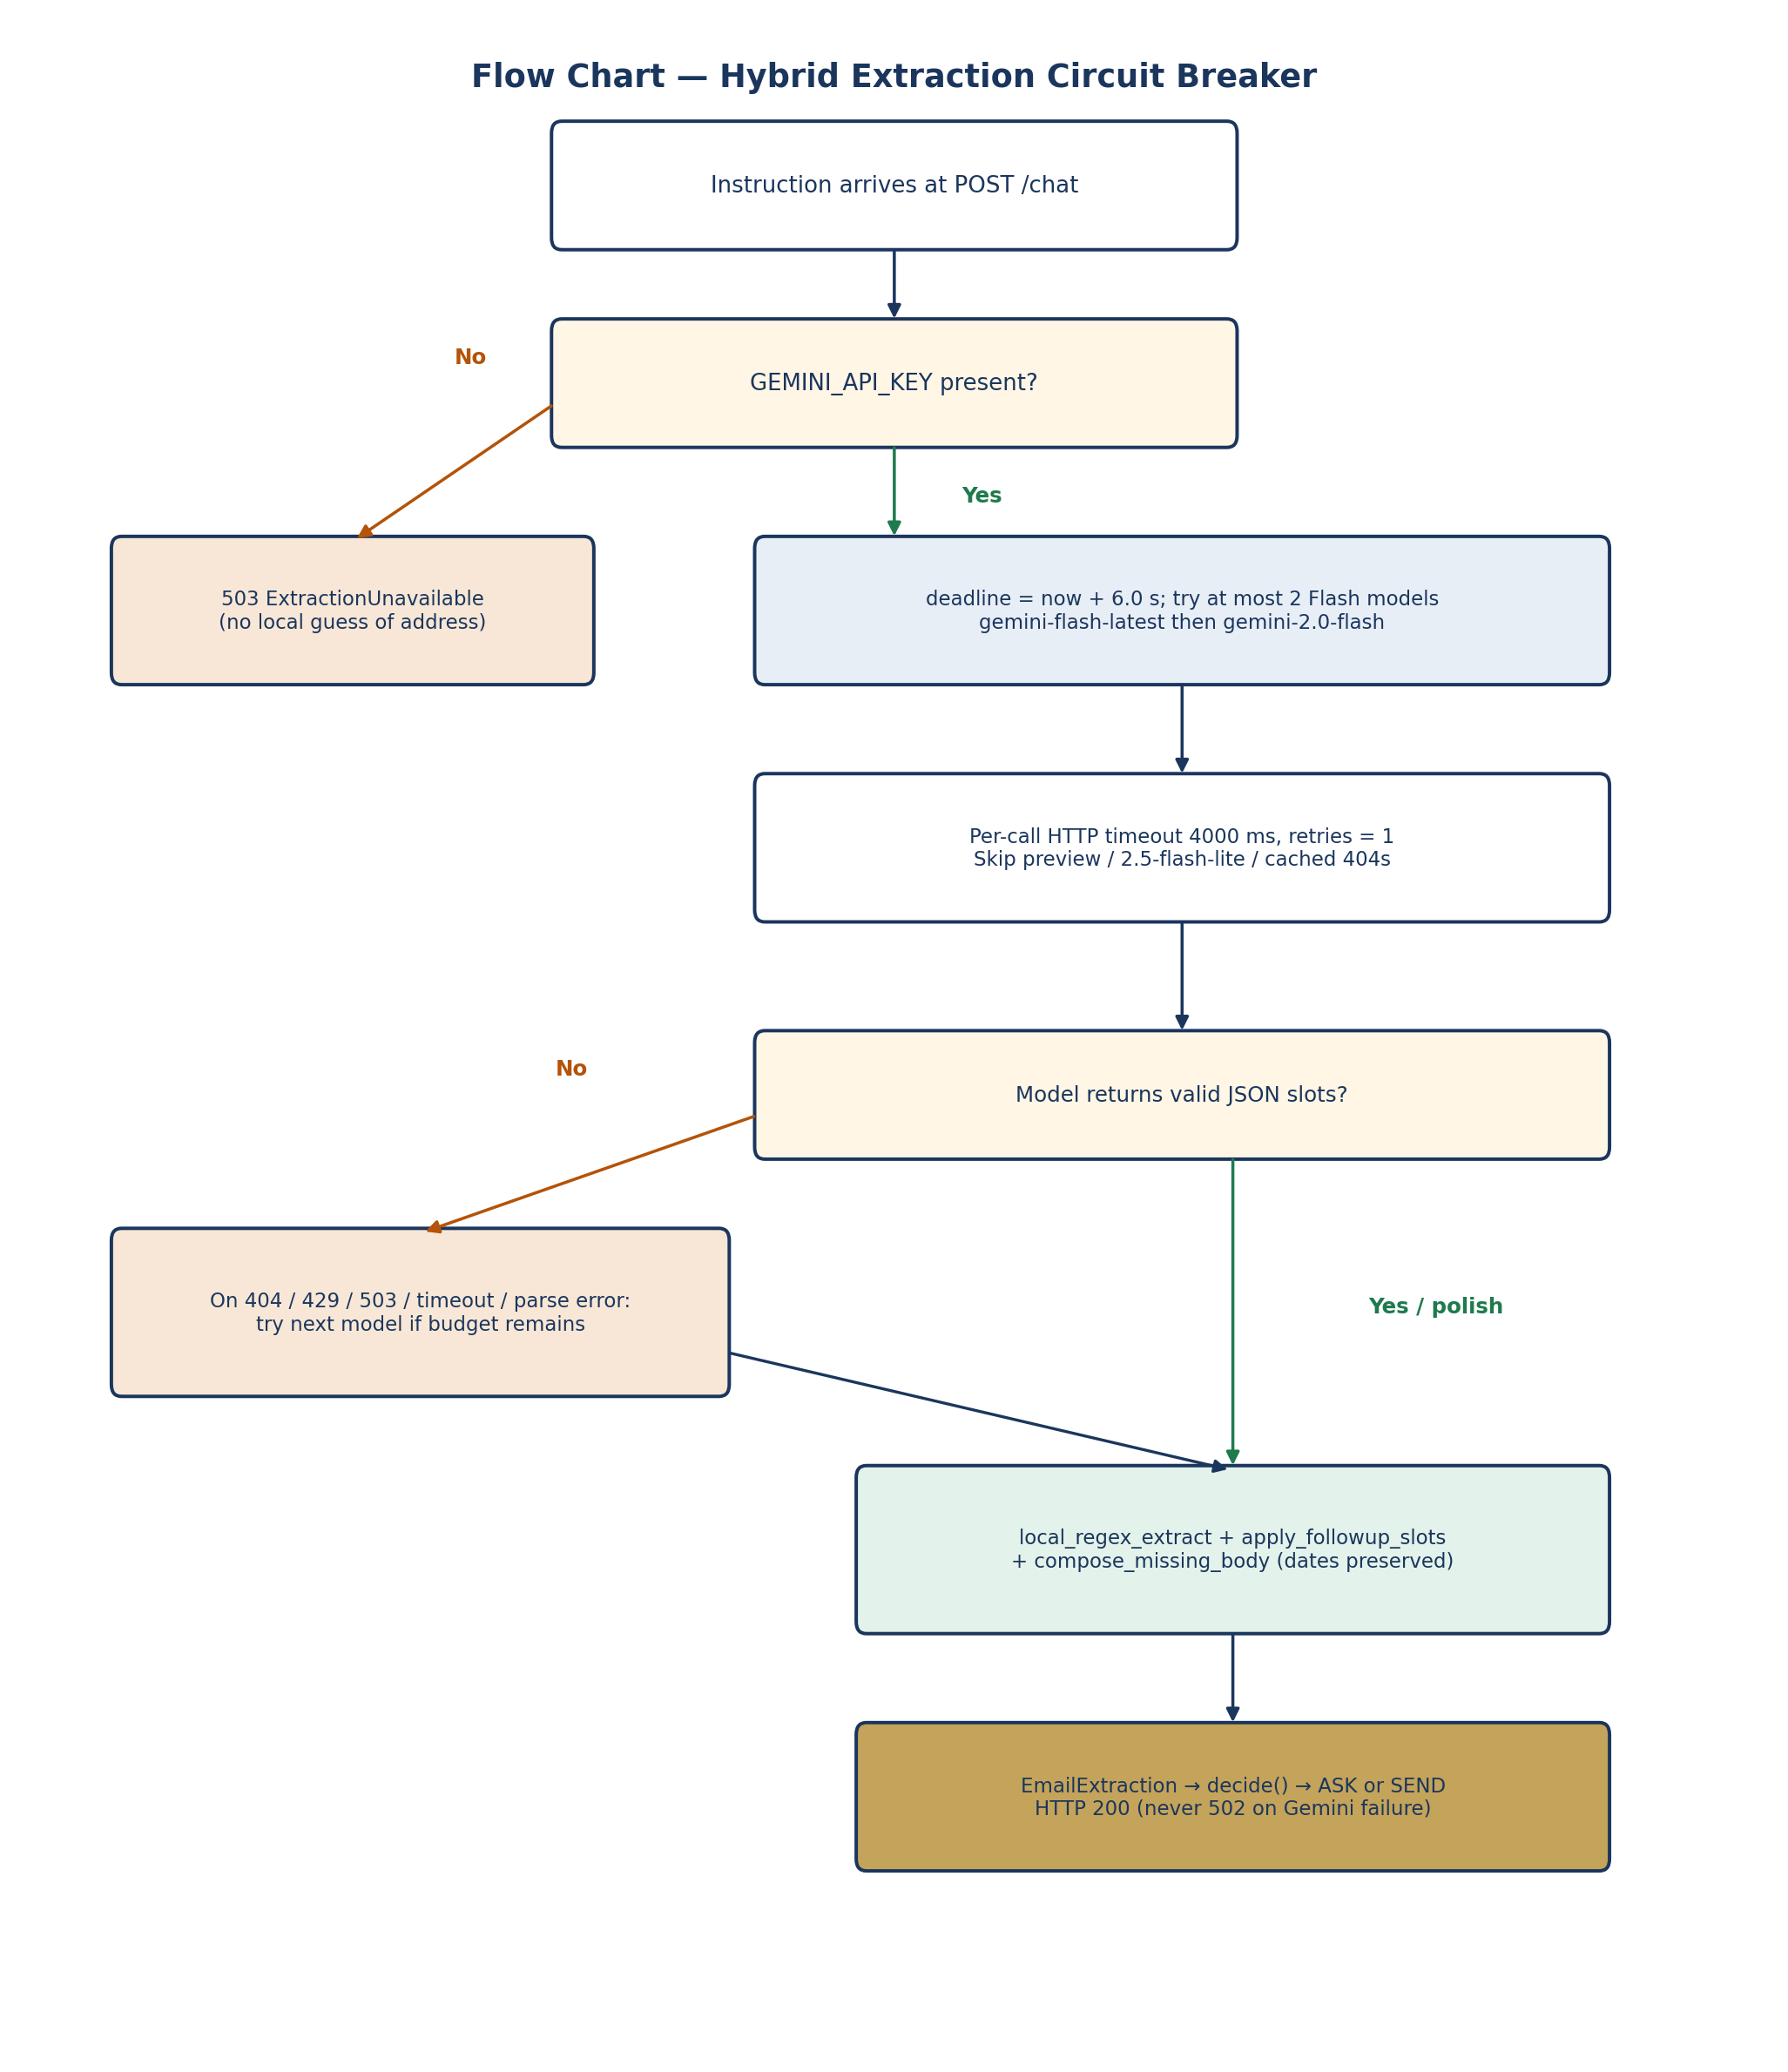 Flow Chart — Hybrid Extraction Circuit Breaker
Instruction arrives at POST /chat
No
GEMINI_API_KEY present?
Yes
503 ExtractionUnavailable
(no local guess of address)
deadline = now + 6.0 s; try at most 2 Flash models
gemini-flash-latest then gemini-2.0-flash
Per-call HTTP timeout 4000 ms, retries = 1
Skip preview / 2.5-flash-lite / cached 404s
No
Model returns valid JSON slots?
On 404 / 429 / 503 / timeout / parse error:
try next model if budget remains
Yes / polish
local_regex_extract + apply_followup_slots
+ compose_missing_body (dates preserved)
EmailExtraction → decide() → ASK or SEND
HTTP 200 (never 502 on Gemini failure)